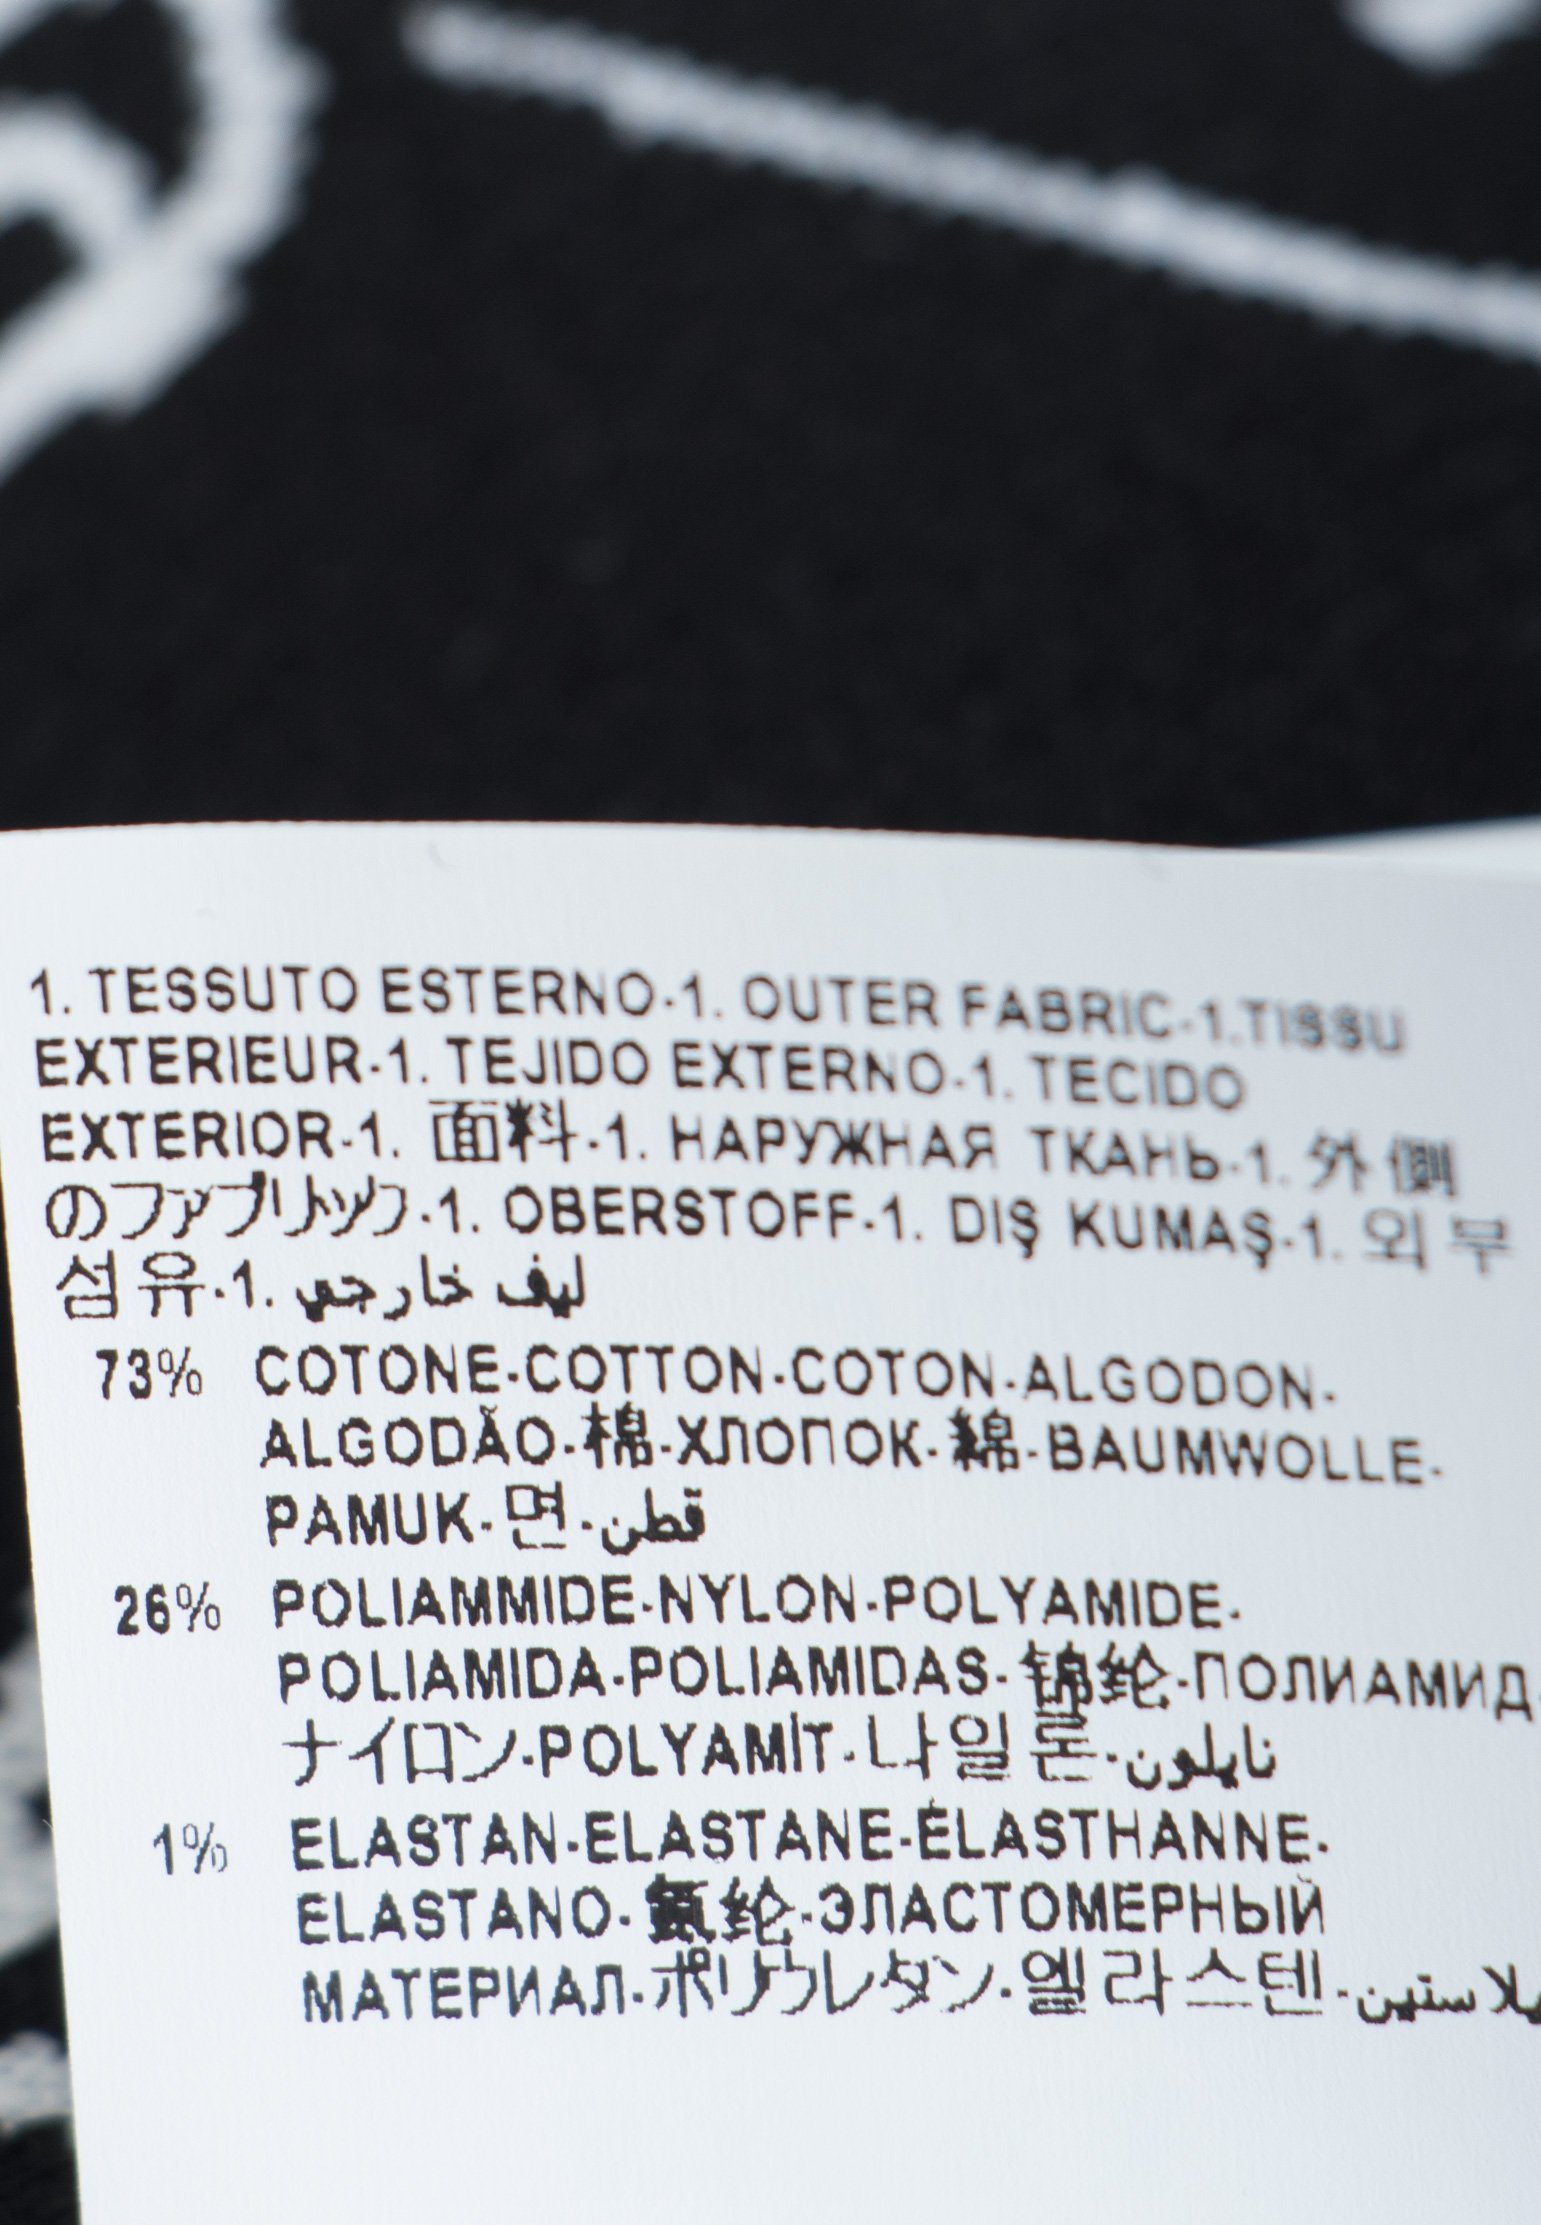 1. TESSUTO ESTERNO-1. OUTER FABRIC-1.TISSU
EXTERIEUR-1. TEJIDO EXTERNO-1. TECIDO
EXTERIOR-1. 面料-1. НАРУЖНАЯ ТКАНЬ-1. 外側
のファブリック-1. OBERSTOFF-1. DIŞ KUMAŞ-1. 외부
섬유-1. ليف خارجي
73% COTONE-COTTON-COTON-ALGODON-
ALGODÃO-棉-ХЛОПОК-綿-BAUMWOLLE-
PAMUK-면-قطن
26% POLIAMMIDE-NYLON-POLYAMIDE-
POLIAMIDA-POLIAMIDAS-锦纶-ПОЛИАМИД-
ナイロン-POLYAMİT-나일론-نايلون
1% ELASTAN-ELASTANE-ÉLASTHANNE-
ELASTANO-氨纶-ЭЛАСТОМЕРНЫЙ
МАТЕРИАЛ-ポリウレタン-엘라스텐-